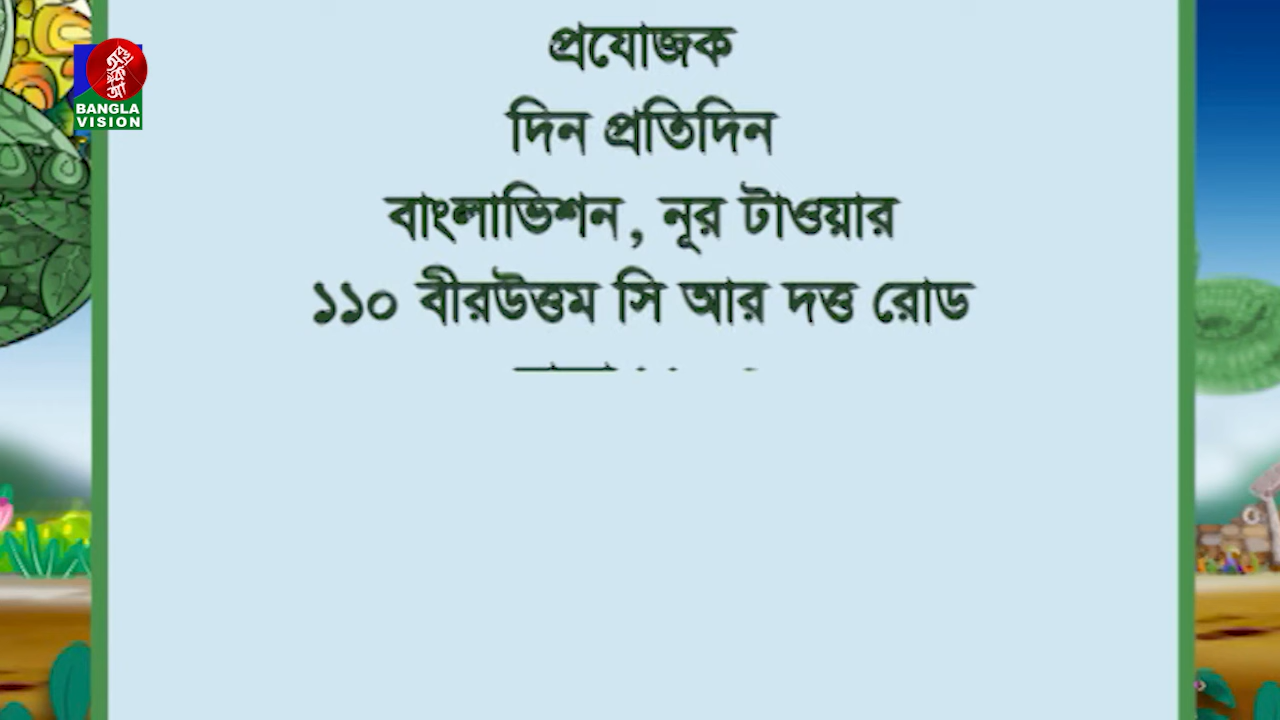 BANGLA
VISION
প্রযোজক
দিন প্রতিদিন
বাংলাভিশন, নূর টাওয়ার
১১০ বীরউত্তম সি আর দত্ত রোড